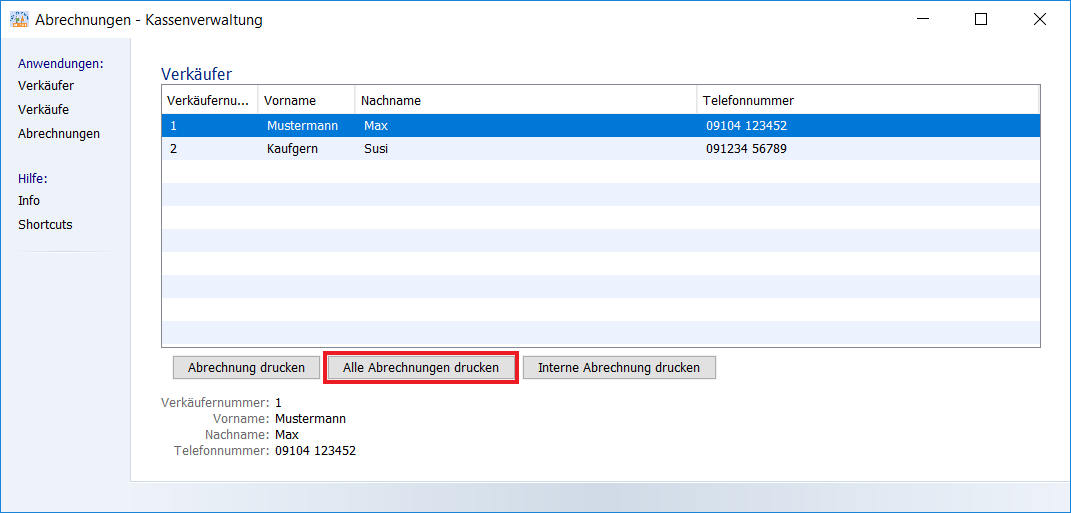 Abrechnungen - Kassenverwaltung
Anwendungen:
Verkäufer
Verkäufe
Abrechnungen
Hilfe:
Info
Shortcuts
Verkäufer
Verkäufernu... Vorname Nachname Telefonnummer
1 Mustermann Max 09104 123452
2 Kaufgern Susi 091234 56789
Abrechnung drucken Alle Abrechnungen drucken Interne Abrechnung drucken
Verkäufernummer: 1
Vorname: Mustermann
Nachname: Max
Telefonnummer: 09104 123452